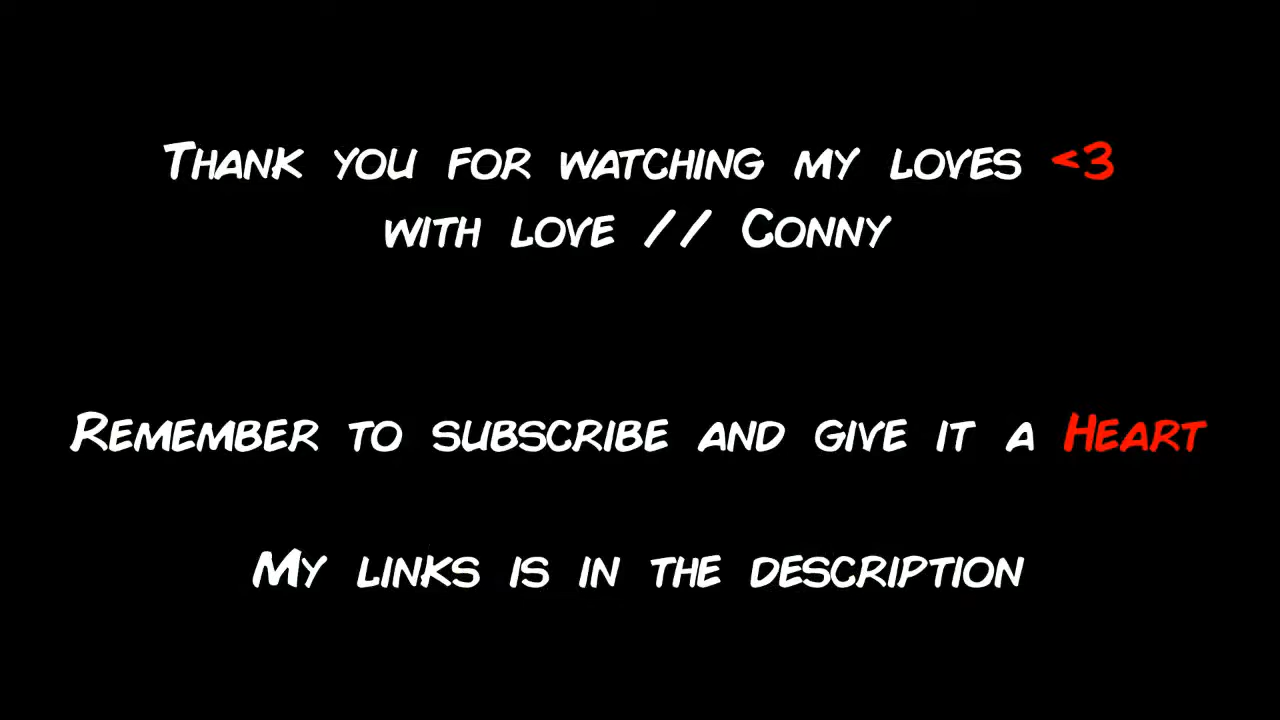 Thank you for watching my loves <3
with love // Conny
Remember to subscribe and give it a Heart
My links is in the description